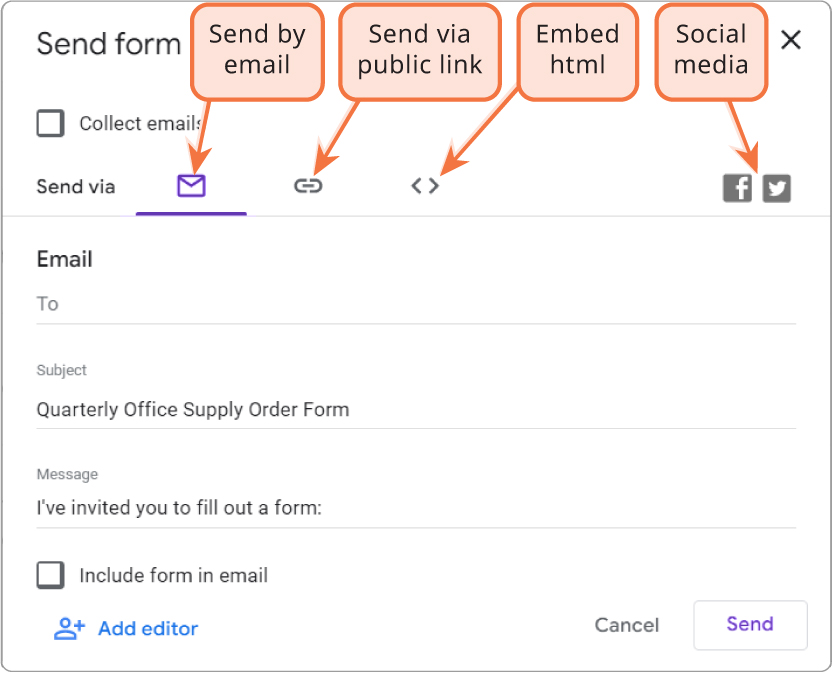 Send form
Send by
email
Send via
public link
Embed
html
Social
media
Collect emails
Send via
Email
To
Subject
Quarterly Office Supply Order Form
Message
I've invited you to fill out a form:
Include form in email
Add editor
Cancel
Send